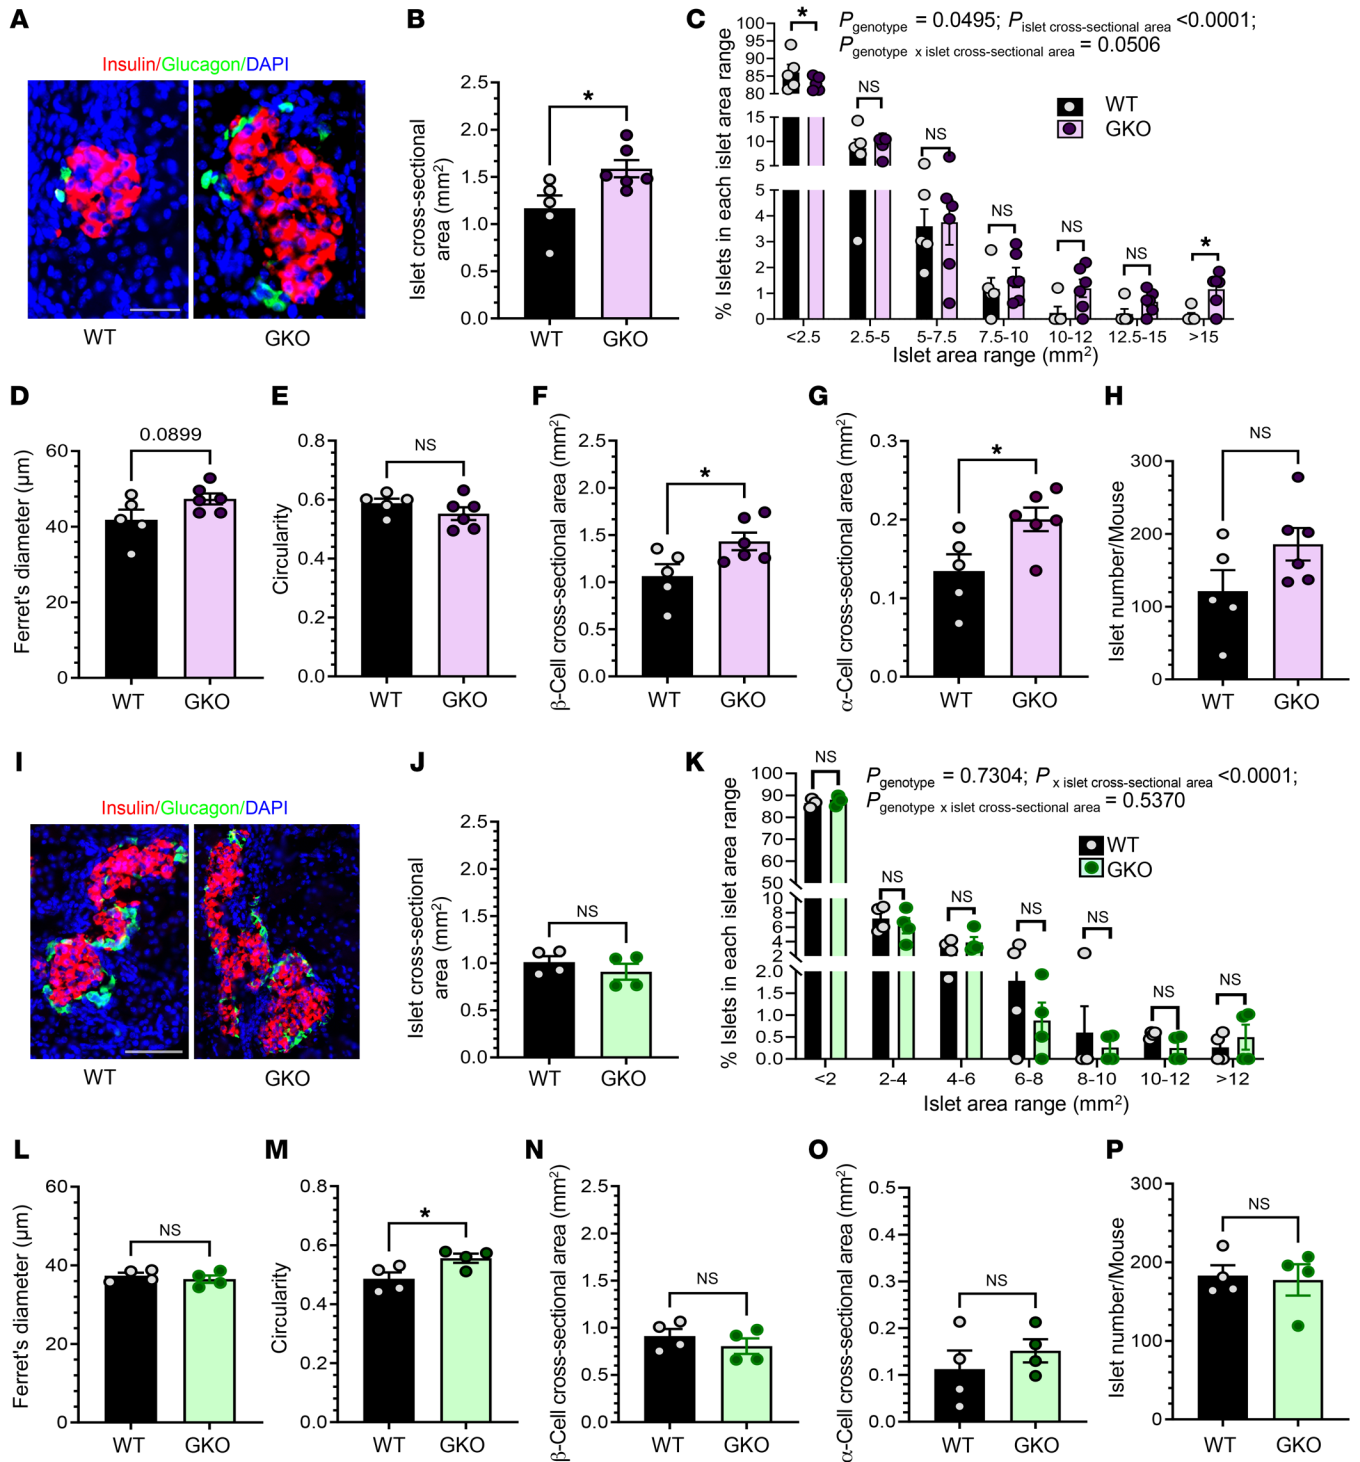 A
Insulin/Glucagon/DAPI
WT
GKO
B
Islet cross-sectional
area (mm²)
2.5
2.0
1.5
1.0
0.5
0.0
*
WT
GKO
C
P genotype = 0.0495; P islet cross-sectional area <0.0001;
P genotype x islet cross-sectional area = 0.0506
WT
GKO
% Islets in each islet area range
100
95
90
85
80
15
10
5
5
4
3
2
1
0
*
NS
NS
NS
NS
NS
*
<2.5
2.5-5
5-7.5
7.5-10
10-12
12.5-15
>15
Islet area range (mm²)
D
Ferret's diameter (μm)
60
40
20
0
0.0899
WT
GKO
E
Circularity
0.8
0.6
0.4
0.2
0.0
NS
WT
GKO
F
β-Cell cross-sectional area (mm²)
2.5
2.0
1.5
1.0
0.5
0.0
*
WT
GKO
G
α-Cell cross-sectional area (mm²)
0.3
0.2
0.1
0.0
*
WT
GKO
H
Islet number/Mouse
300
200
100
0
NS
WT
GKO
I
Insulin/Glucagon/DAPI
WT
GKO
J
Islet cross-sectional
area (mm²)
2.5
2.0
1.5
1.0
0.5
0.0
NS
WT
GKO
K
P genotype = 0.7304; P x islet cross-sectional area <0.0001;
P genotype x islet cross-sectional area = 0.5370
WT
GKO
% Islets in each islet area range
100
90
80
70
60
50
10
8
6
4
2
2.0
1.5
1.0
0.5
0.0
NS
NS
NS
NS
NS
NS
NS
<2
2-4
4-6
6-8
8-10
10-12
>12
Islet area range (mm²)
L
Ferret's diameter (μm)
60
40
20
0
NS
WT
GKO
M
Circularity
0.8
0.6
0.4
0.2
0.0
*
WT
GKO
N
β-Cell cross-sectional area (mm²)
2.5
2.0
1.5
1.0
0.5
0.0
NS
WT
GKO
O
α-Cell cross-sectional area (mm²)
0.5
0.4
0.3
0.2
0.1
0.0
NS
WT
GKO
P
Islet number/Mouse
300
200
100
0
NS
WT
GKO